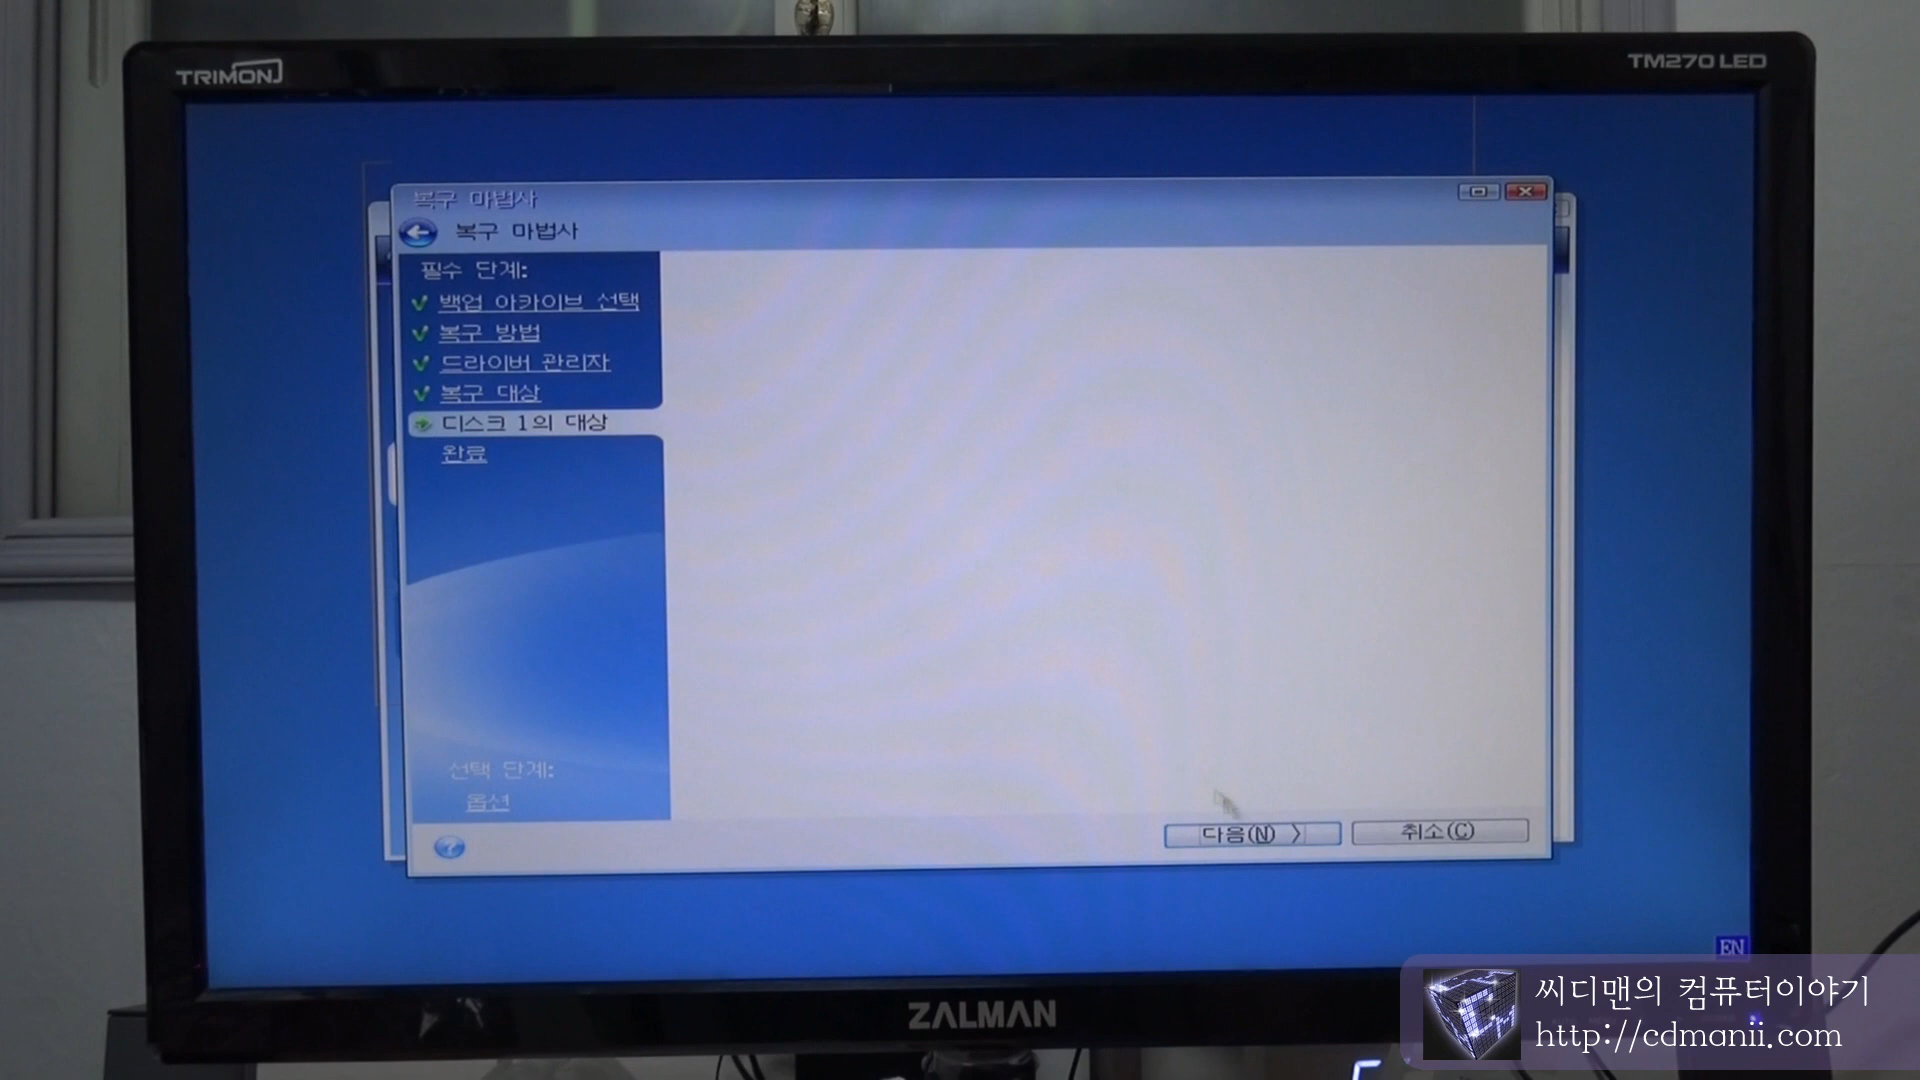 TRIMON
TM270 LED
복구 마법사
복구 마법사
필수 단계:
백업 아카이브 선택
복구 방법
드라이버 관리자
복구 대상
디스크 1의 대상
완료
선택 단계:
옵션
?
다음(N) >
취소(C)
EN
ZALMAN
씨디맨의 컴퓨터이야기
http://cdmanii.com